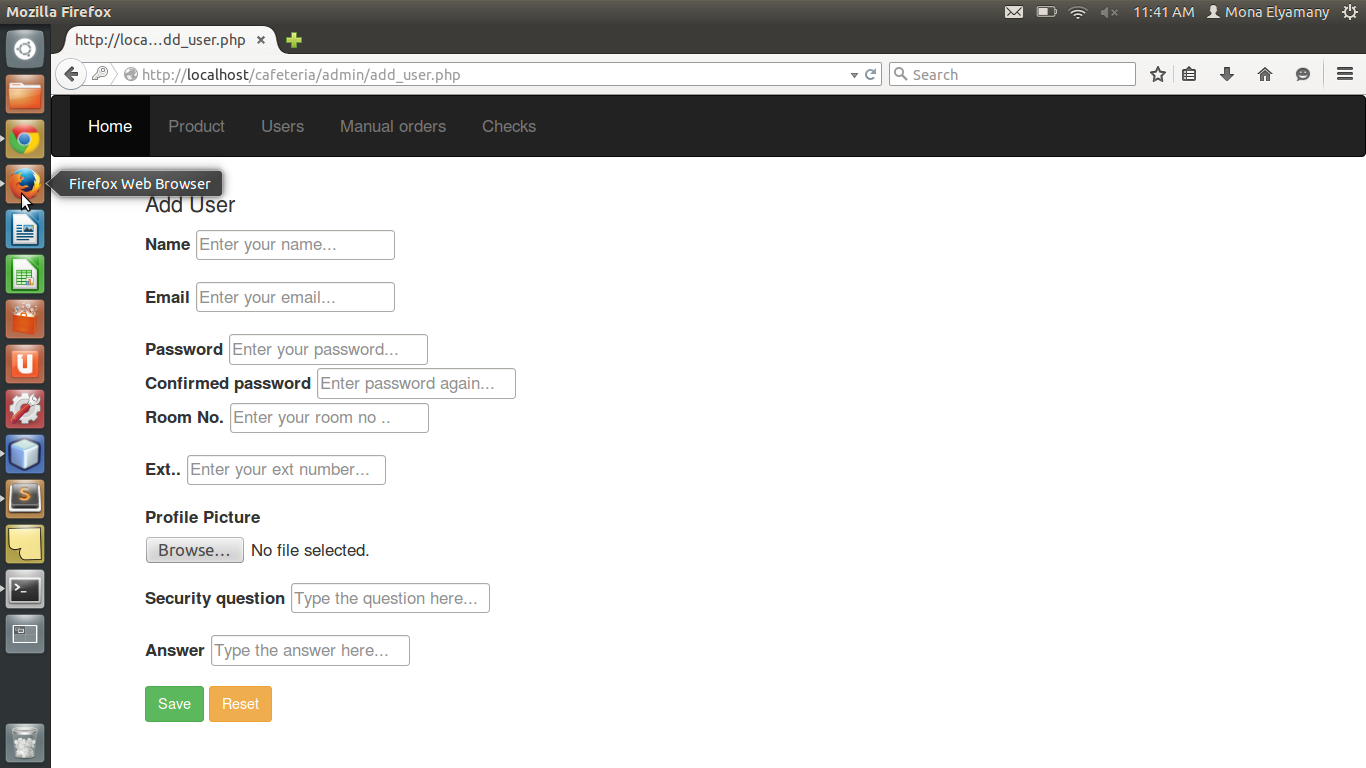 Mozilla Firefox
11:41 AM Mona Elyamany
http://loca...dd_user.php
http://localhost/cafeteria/admin/add_user.php
Search
Home Product Users Manual orders Checks
Firefox Web Browser
Add User
Name Enter your name...
Email Enter your email...
Password Enter your password...
Confirmed password Enter password again...
Room No. Enter your room no ..
Ext.. Enter your ext number...
Profile Picture
Browse... No file selected.
Security question Type the question here...
Answer Type the answer here...
Save Reset